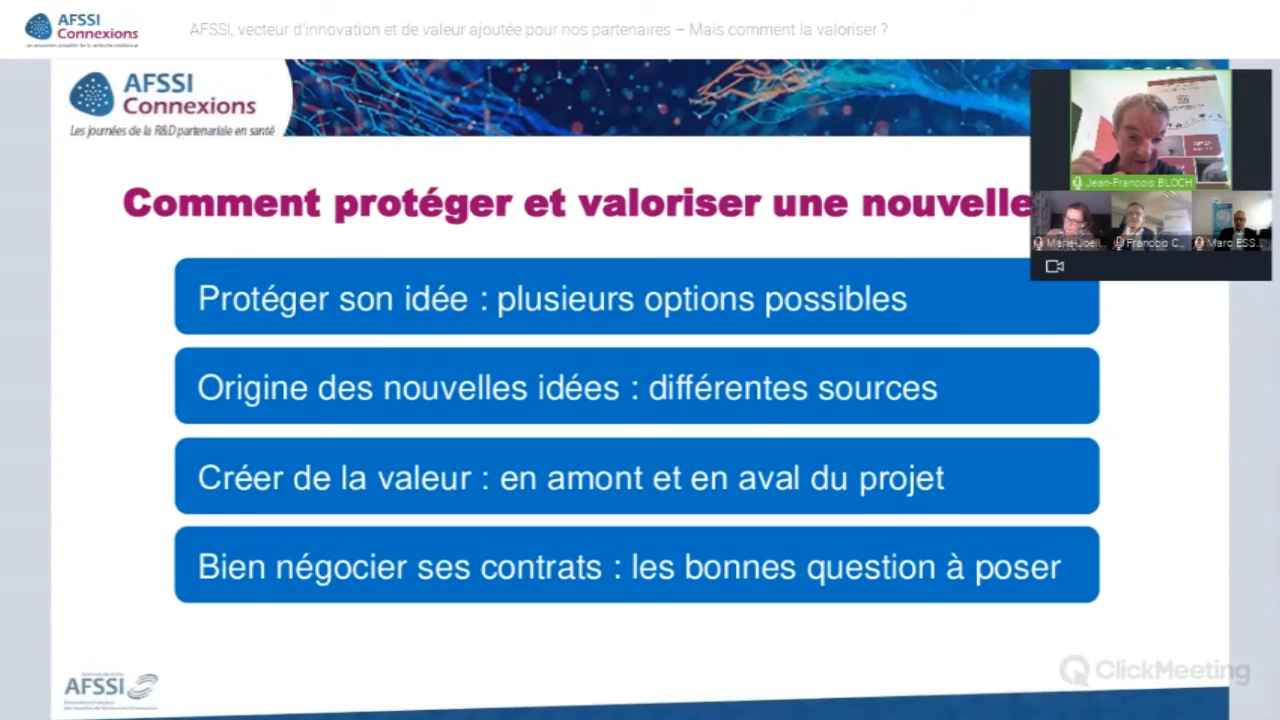 AFSSI
Connexions
AFSSI, vecteur d'innovation et de valeur ajoutée pour nos partenaires – Mais comment la valoriser ?
AFSSI
Connexions
Les journées de la R&D partenariale en santé
Jean-Francois BLOCH
Marie-Joell...
Francois C...
Marc ESS...
Comment protéger et valoriser une nouvelle
Protéger son idée : plusieurs options possibles
Origine des nouvelles idées : différentes sources
Créer de la valeur : en amont et en aval du projet
Bien négocier ses contrats : les bonnes question à poser
AFSSI
ClickMeeting